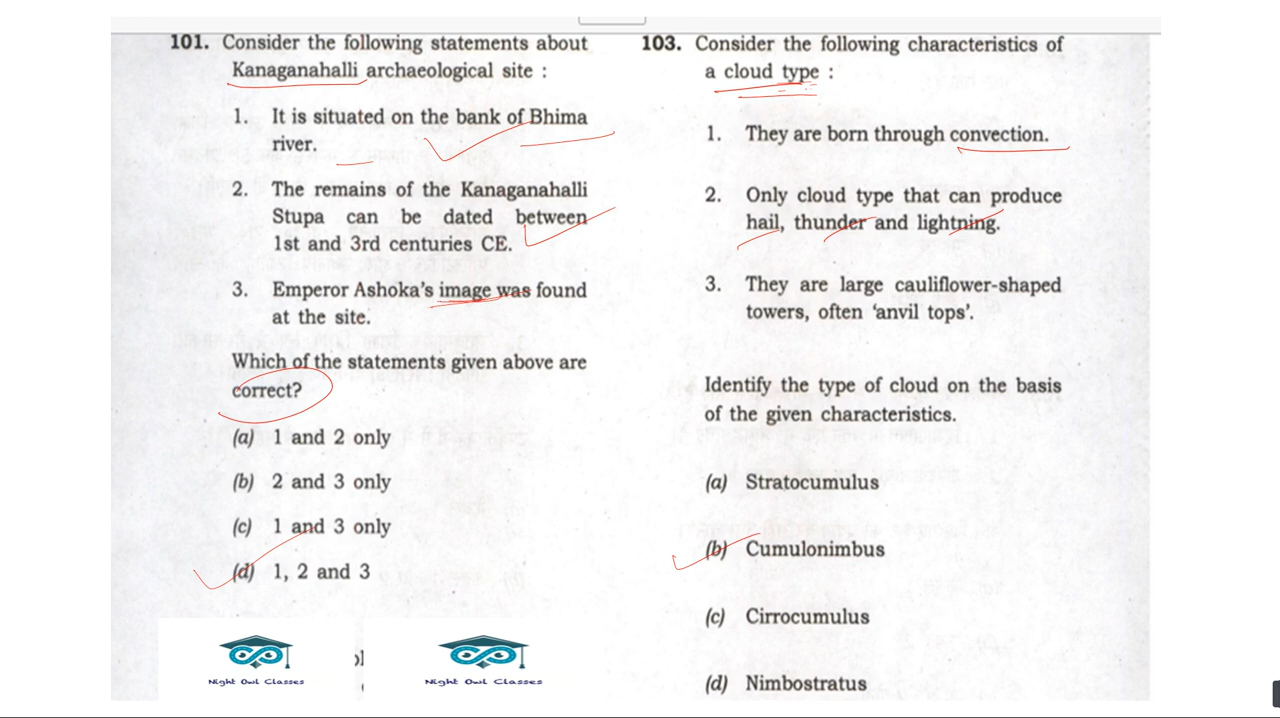 101. Consider the following statements about
Kanaganahalli archaeological site :
1. It is situated on the bank of Bhima
river.
2. The remains of the Kanaganahalli
Stupa can be dated between
1st and 3rd centuries CE.
3. Emperor Ashoka's image was found
at the site.
Which of the statements given above are
correct?
(a) 1 and 2 only
(b) 2 and 3 only
(c) 1 and 3 only
(d) 1, 2 and 3
Night Owl Classes
Night Owl Classes
103. Consider the following characteristics of
a cloud type :
1. They are born through convection.
2. Only cloud type that can produce
hail, thunder and lightning.
3. They are large cauliflower-shaped
towers, often 'anvil tops'.
Identify the type of cloud on the basis
of the given characteristics.
(a) Stratocumulus
(b) Cumulonimbus
(c) Cirrocumulus
(d) Nimbostratus